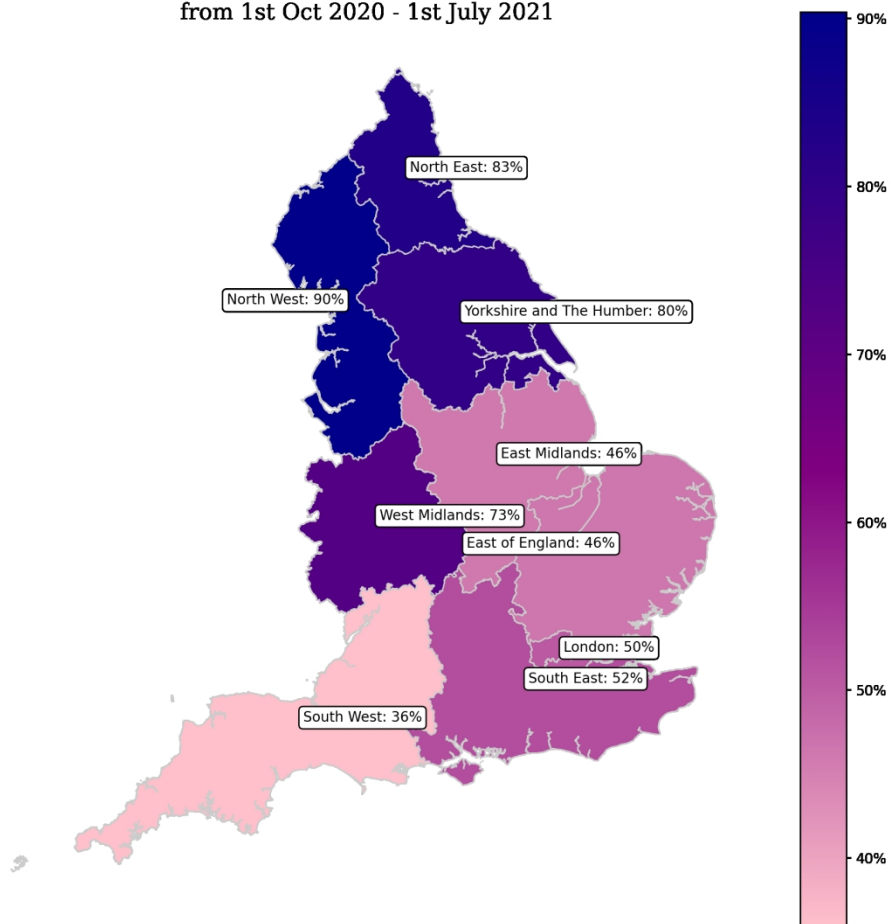 from 1st Oct 2020 - 1st July 2021
90%
North East: 83%
80%
North West: 90%
Yorkshire and The Humber: 80%
70%
East Midlands: 46%
West Midlands: 73%
60%
East of England: 46%
London: 50%
South East: 52%
50%
South West: 36%
40%